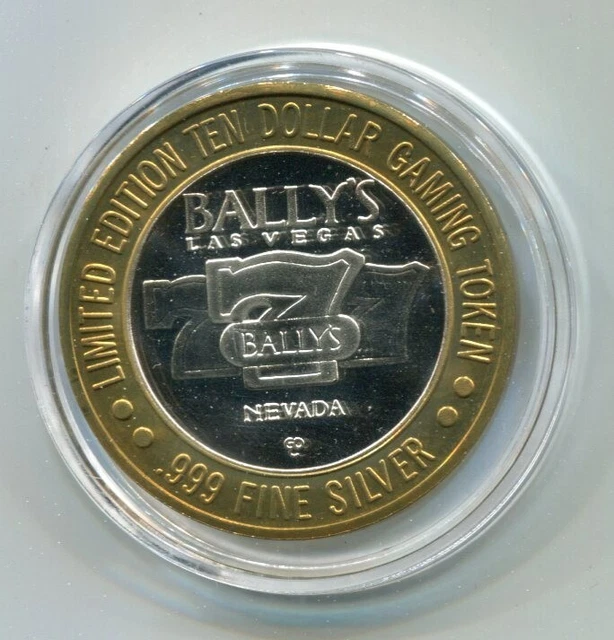 LIMITED EDITION TEN DOLLAR GAMING TOKEN
BALLY'S
LAS VEGAS
BALLY'S
NEVADA
.999 FINE SILVER